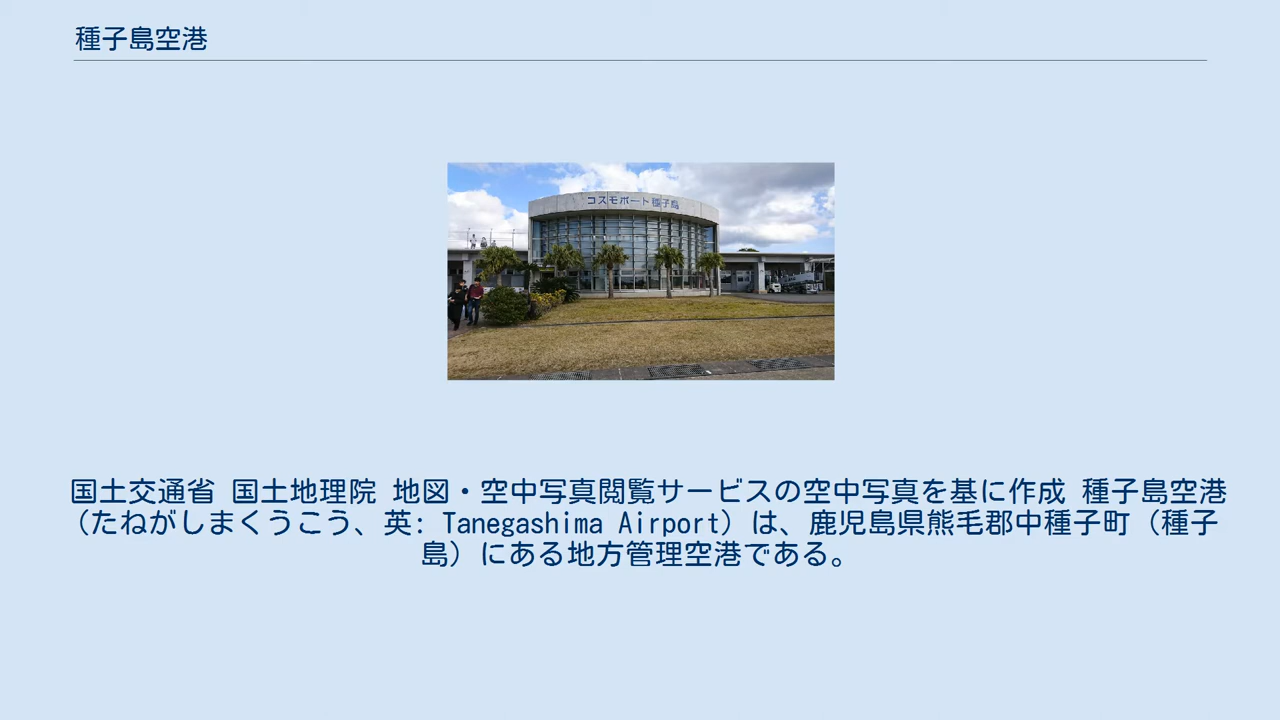 種子島空港
コスモポート種子島
国土交通省 国土地理院 地図・空中写真閲覧サービスの空中写真を基に作成 種子島空港
（たねがしまくうこう、英: Tanegashima Airport）は、鹿児島県熊毛郡中種子町（種子
島）にある地方管理空港である。